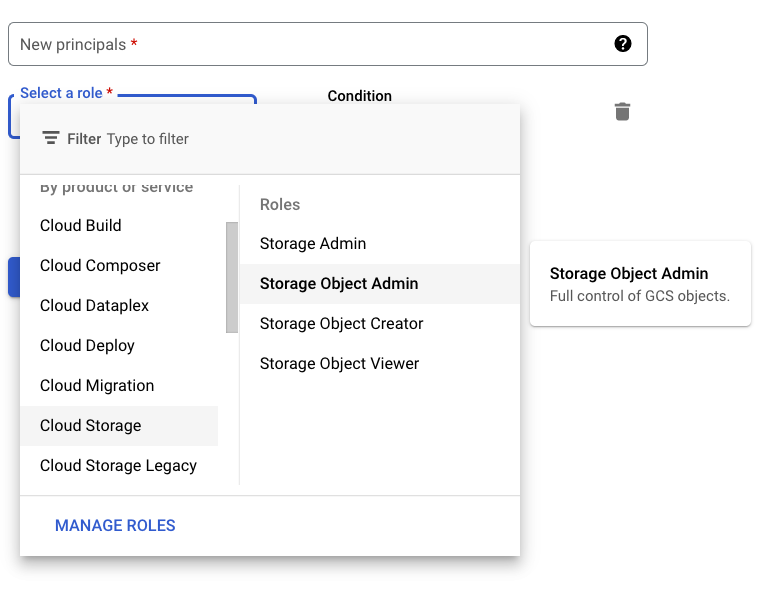 New principals *
Select a role *
Condition
Filter Type to filter
By product or service
Cloud Build
Cloud Composer
Cloud Dataplex
Cloud Deploy
Cloud Migration
Cloud Storage
Cloud Storage Legacy
Roles
Storage Admin
Storage Object Admin
Storage Object Creator
Storage Object Viewer
MANAGE ROLES
Storage Object Admin
Full control of GCS objects.